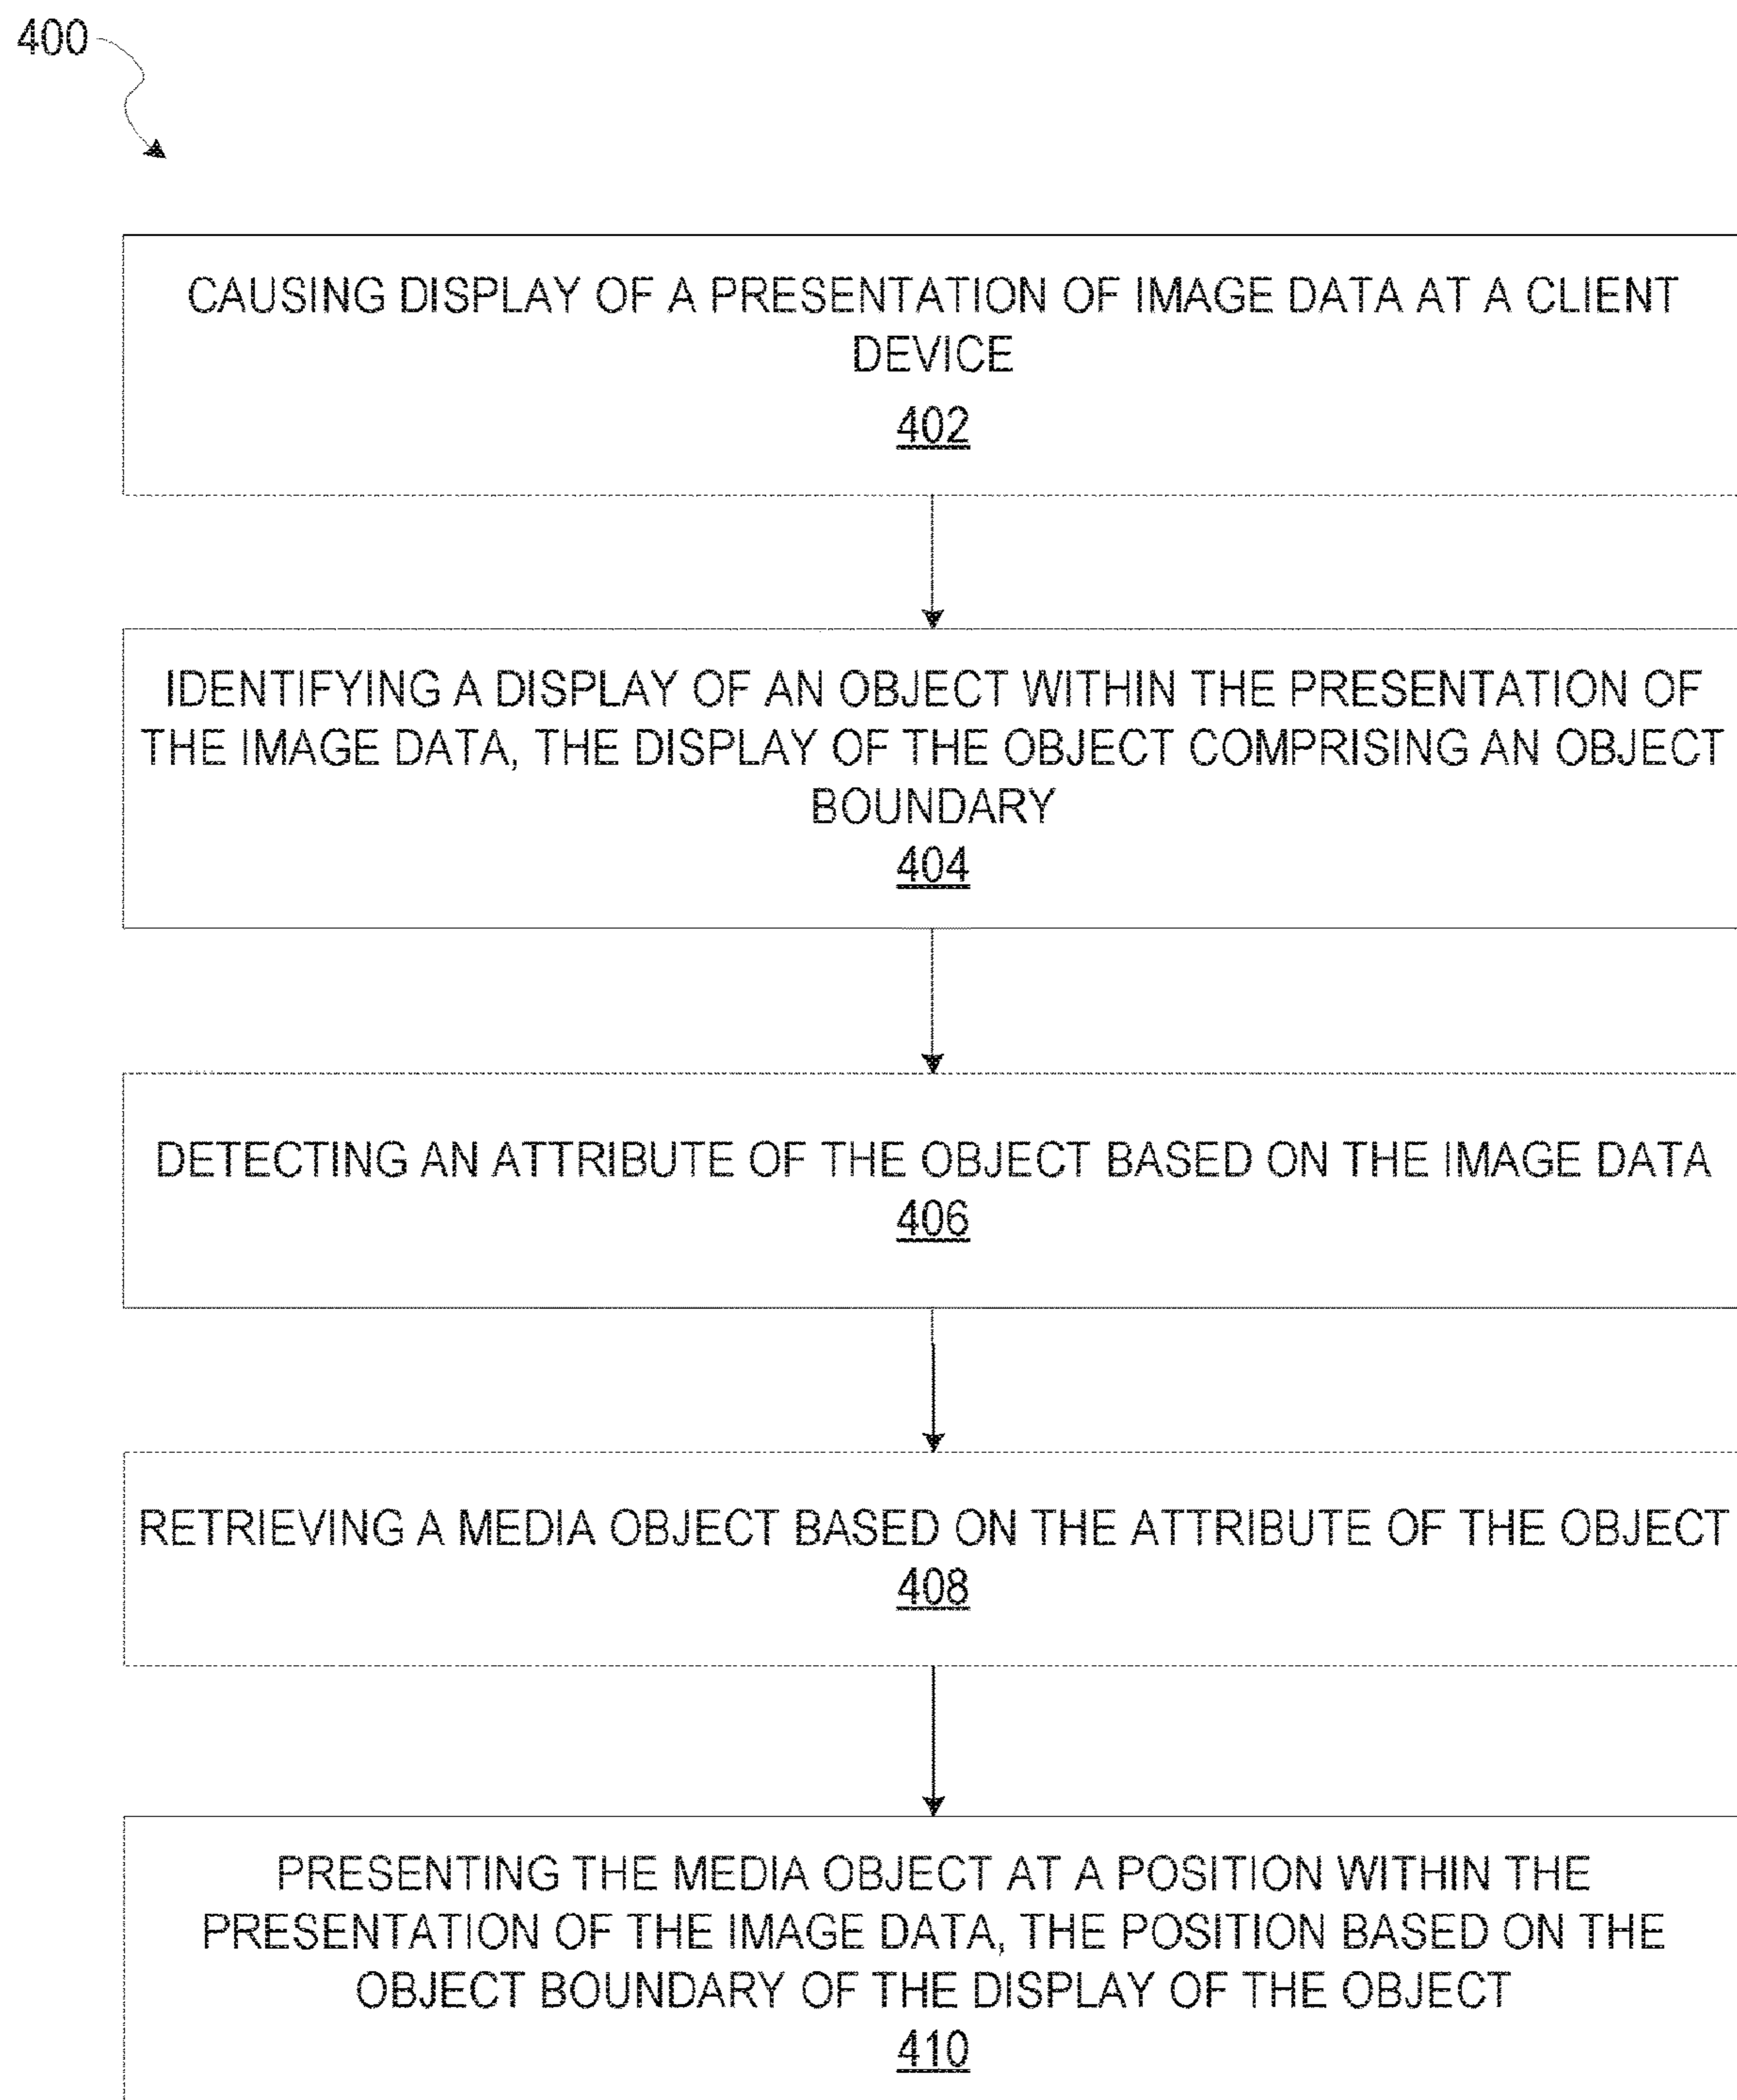 400
CAUSING DISPLAY OF A PRESENTATION OF IMAGE DATA AT A CLIENT
DEVICE
402
IDENTIFYING A DISPLAY OF AN OBJECT WITHIN THE PRESENTATION OF
THE IMAGE DATA, THE DISPLAY OF THE OBJECT COMPRISING AN OBJECT
BOUNDARY
404
DETECTING AN ATTRIBUTE OF THE OBJECT BASED ON THE IMAGE DATA
406
RETRIEVING A MEDIA OBJECT BASED ON THE ATTRIBUTE OF THE OBJECT
408
PRESENTING THE MEDIA OBJECT AT A POSITION WITHIN THE
PRESENTATION OF THE IMAGE DATA, THE POSITION BASED ON THE
OBJECT BOUNDARY OF THE DISPLAY OF THE OBJECT
410